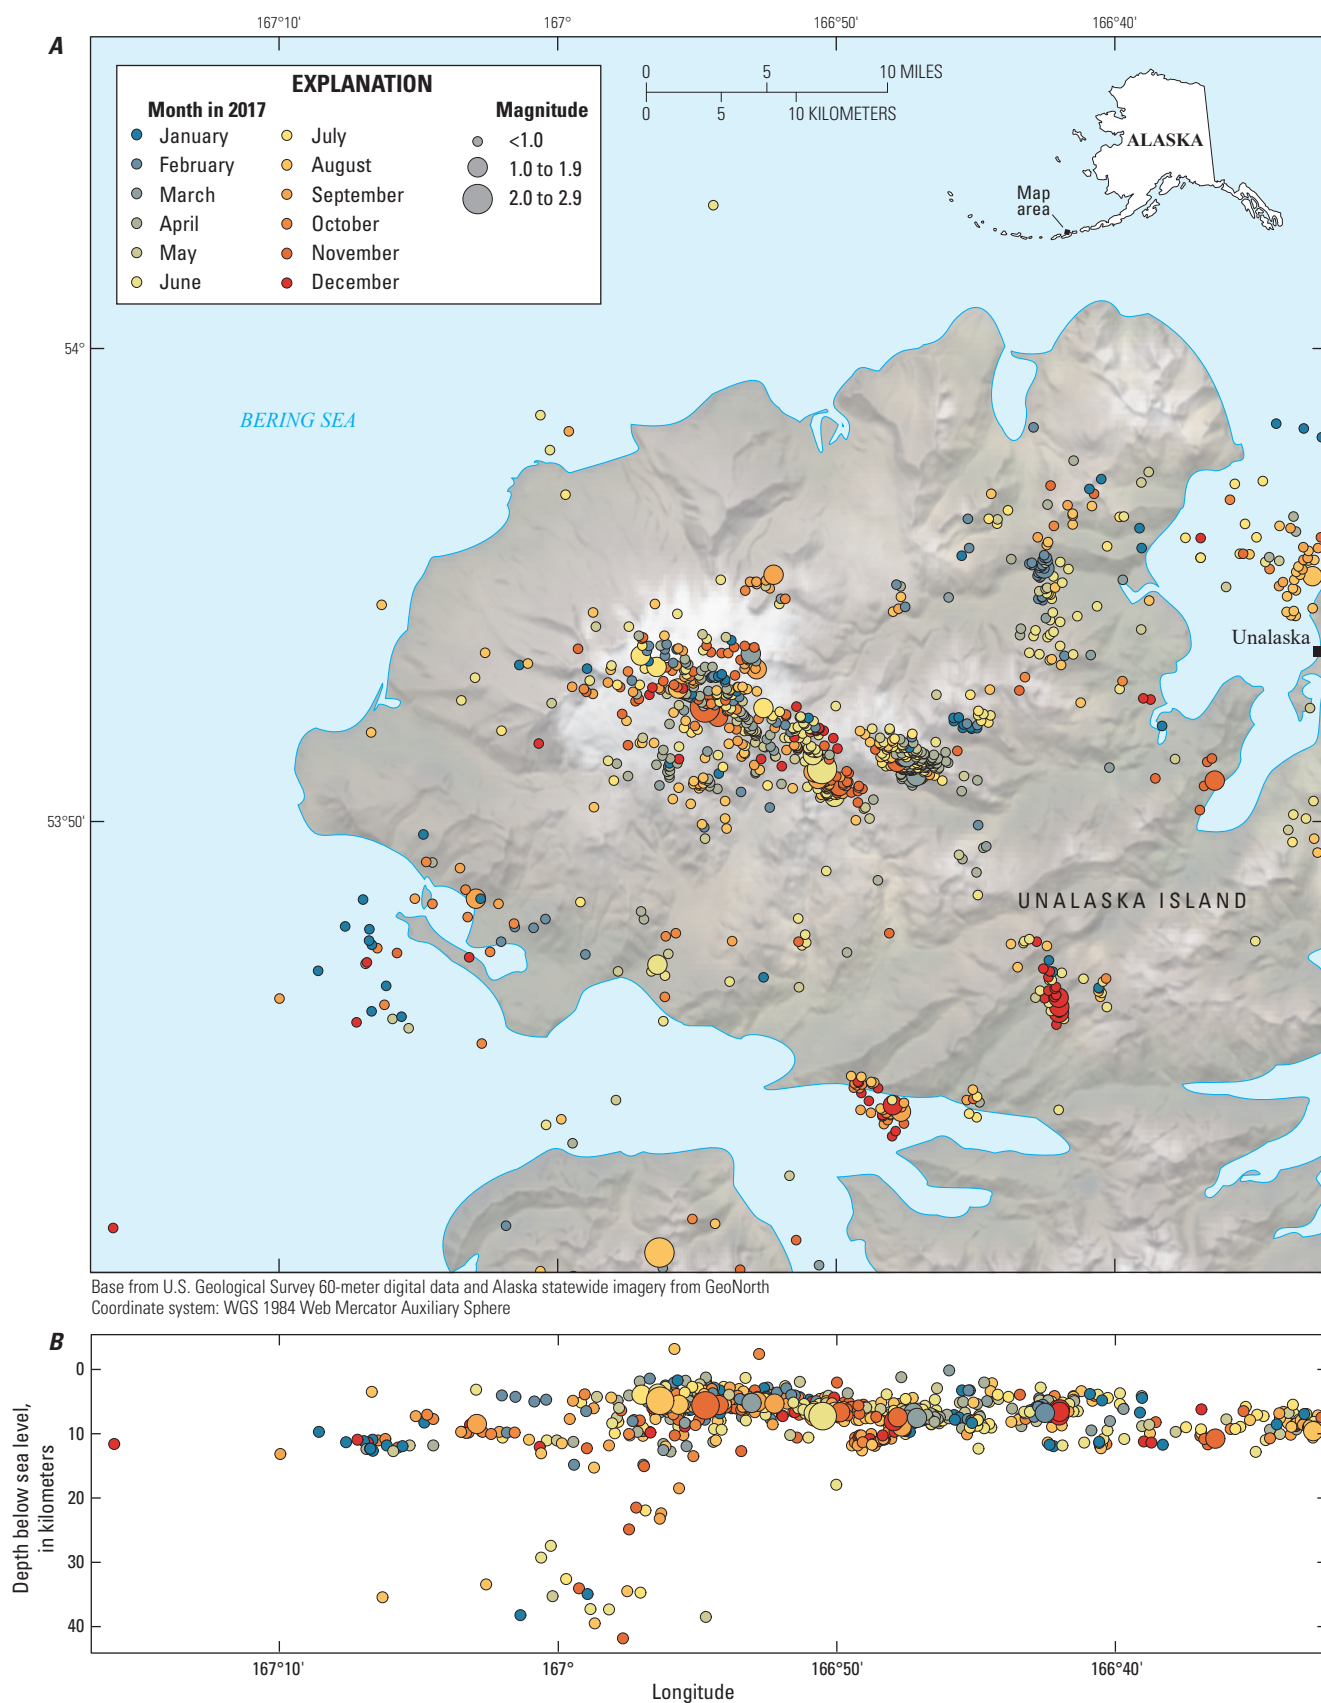 167°10'
167°
166°50'
166°40'
A
EXPLANATION
Month in 2017
January
February
March
April
May
June
July
August
September
October
November
December
Magnitude
<1.0
1.0 to 1.9
2.0 to 2.9
0
5
10 MILES
0
5
10 KILOMETERS
ALASKA
Map
area
54°
BERING SEA
Unalaska
53°50'
UNALASKA ISLAND
Base from U.S. Geological Survey 60-meter digital data and Alaska statewide imagery from GeoNorth
Coordinate system: WGS 1984 Web Mercator Auxiliary Sphere
B
Depth below sea level,
in kilometers
0
10
20
30
40
167°10'
167°
166°50'
166°40'
Longitude